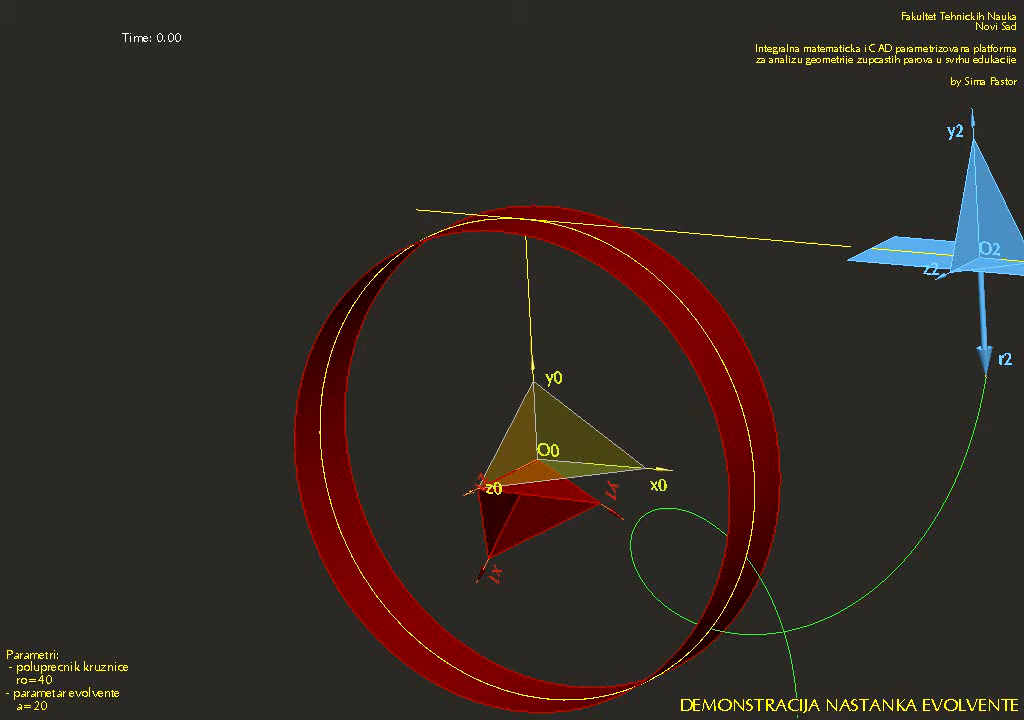 Fakultet Tehnickih Nauka
Novi Sad
Time: 0.00
Integralna matematicka i CAD parametrizovana platforma
za analizu geometrije zupcastih parova u svrhu edukacije
by Sima Pastor
y2
O2
z2
r2
y0
O0
x0
z0
y1
x1
Parametri:
- poluprecnik kruznice
ro=40
- parametar evolvente
a=20
DEMONSTRACIJA NASTANKA EVOLVENTE